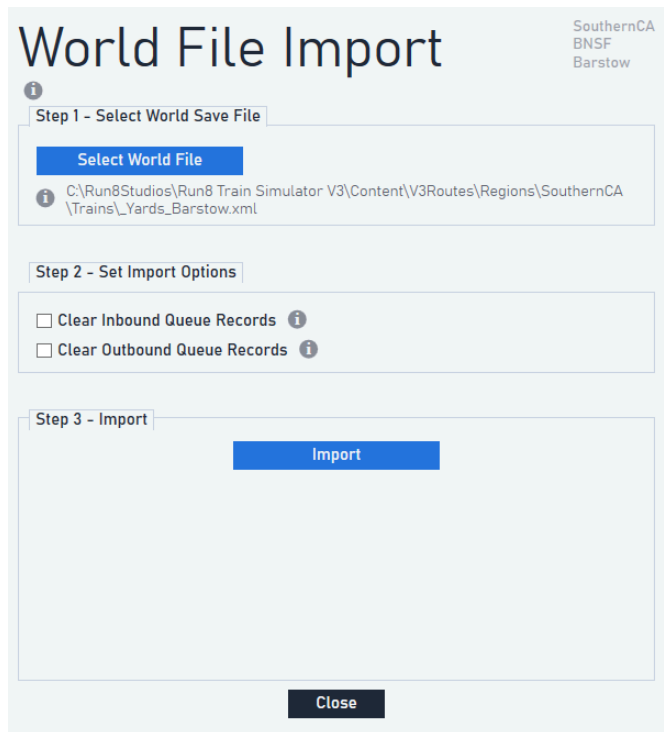 World File Import
SouthernCA
BNSF
Barstow
Step 1 - Select World Save File
Select World File
C:\Run8Studios\Run8 Train Simulator V3\Content\V3Routes\Regions\SouthernCA
\Trains\_Yards_Barstow.xml
Step 2 - Set Import Options
Clear Inbound Queue Records
Clear Outbound Queue Records
Step 3 - Import
Import
Close